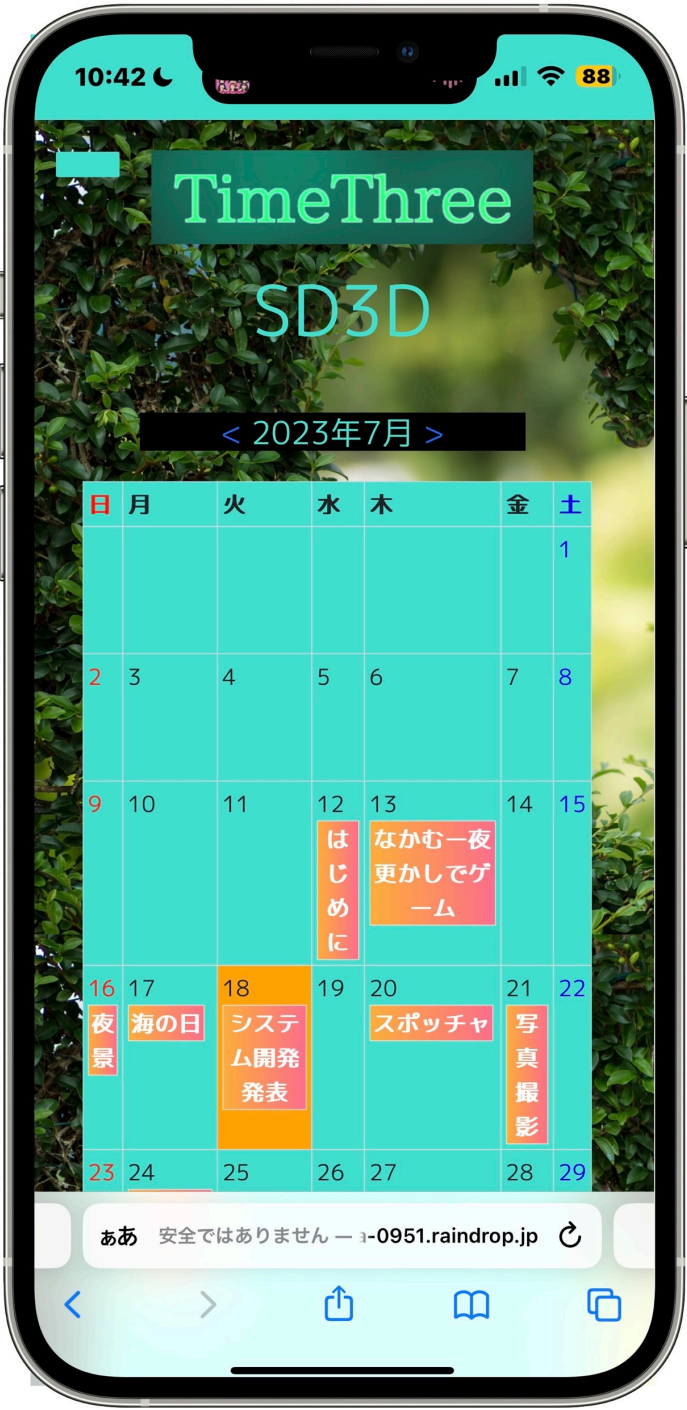 10:42
88
TimeThree
SD3D
< 2023年7月 >
日 月 火 水 木 金 土
1
2 3 4 5 6 7 8
9 10 11 12 13 14 15
は
じ
め
に
なかむー夜
更かしでゲ
ーム
16 17 18 19 20 21 22
夜
景
海の日
システ
ム開発
発表
スポッチャ
写
真
撮
影
23 24 25 26 27 28 29
ぁあ 安全ではありません — -0951.raindrop.jp